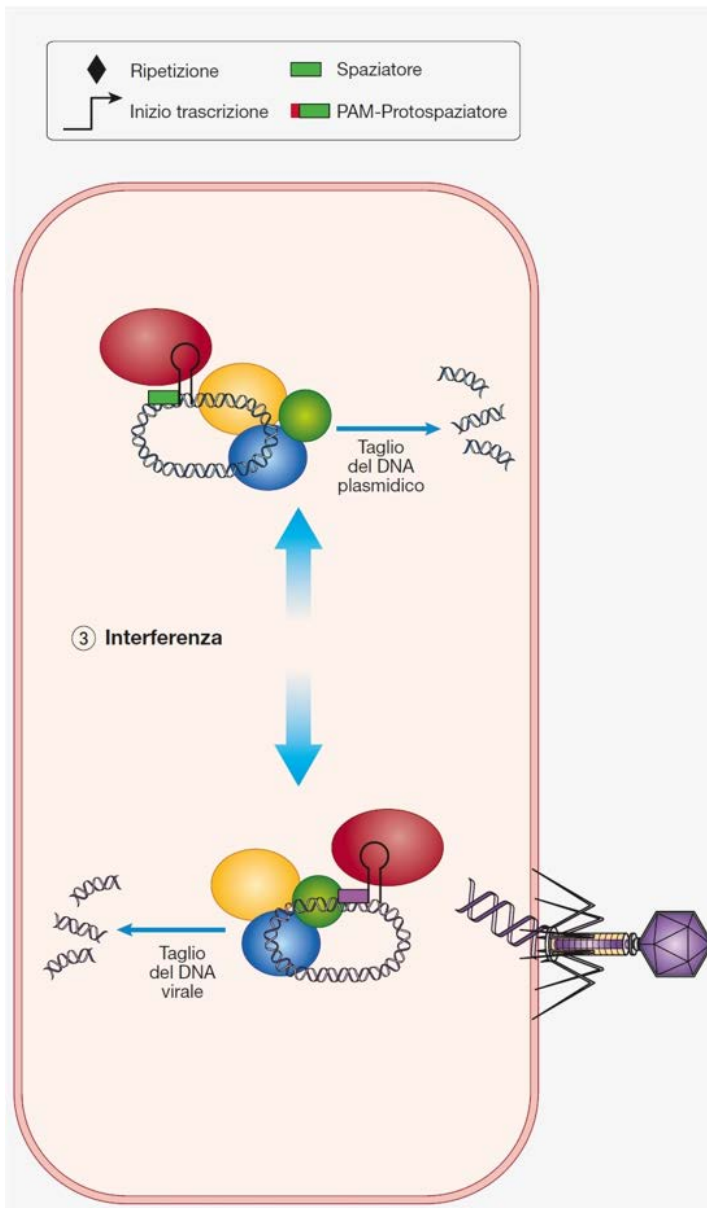 Ripetizione
Spaziatore
Inizio trascrizione
PAM-Protospaziatore
Taglio
del DNA
plasmidico
3 Interferenza
Taglio
del DNA
virale